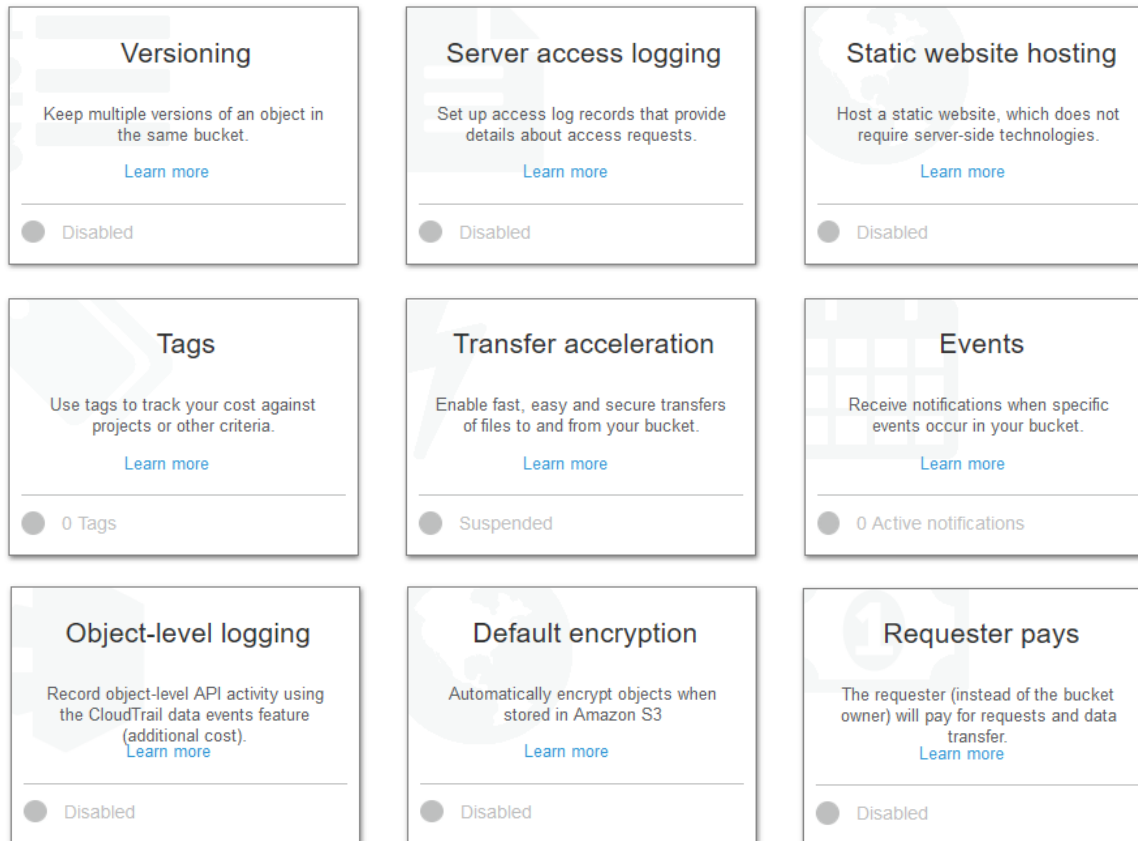 Versioning
Keep multiple versions of an object in
the same bucket.
Learn more
Disabled
Server access logging
Set up access log records that provide
details about access requests.
Learn more
Disabled
Static website hosting
Host a static website, which does not
require server-side technologies.
Learn more
Disabled
Tags
Use tags to track your cost against
projects or other criteria.
Learn more
0 Tags
Transfer acceleration
Enable fast, easy and secure transfers
of files to and from your bucket.
Learn more
Suspended
Events
Receive notifications when specific
events occur in your bucket.
Learn more
0 Active notifications
Object-level logging
Record object-level API activity using
the CloudTrail data events feature
(additional cost).
Learn more
Disabled
Default encryption
Automatically encrypt objects when
stored in Amazon S3
Learn more
Disabled
Requester pays
The requester (instead of the bucket
owner) will pay for requests and data
transfer.
Learn more
Disabled